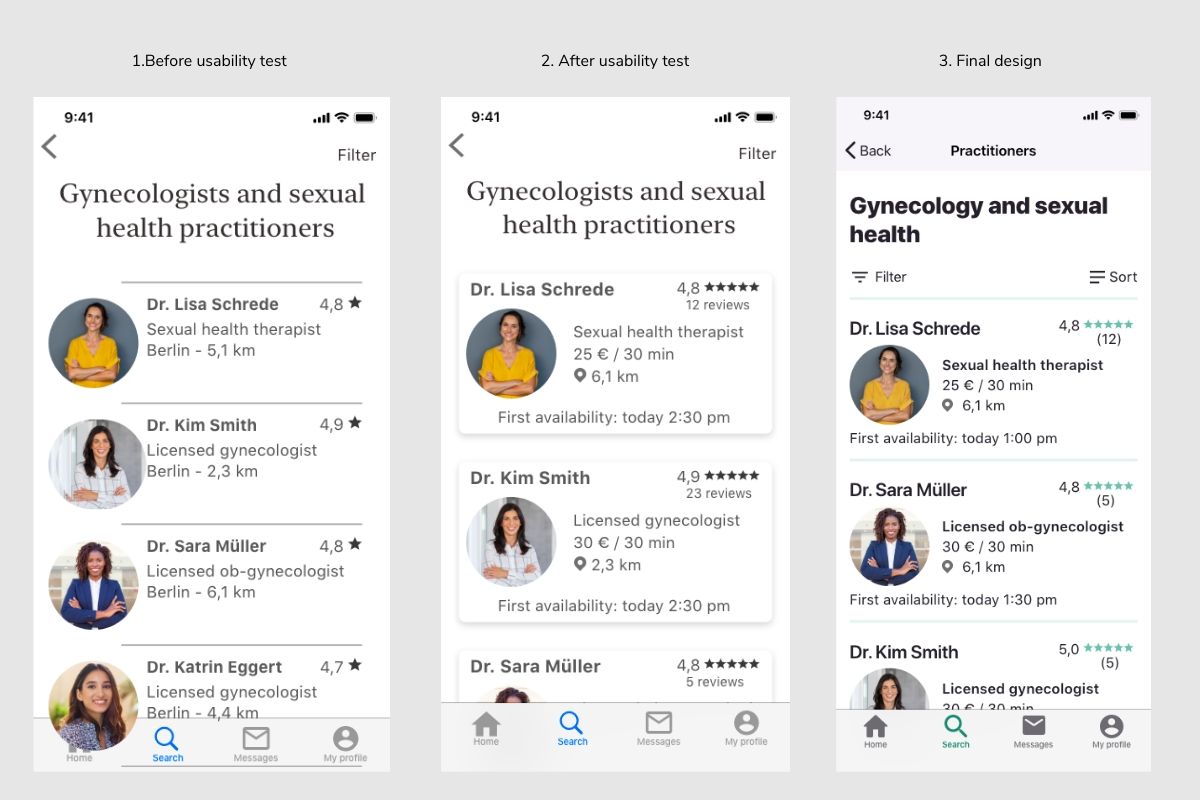 1.Before usability test
9:41
Filter
Gynecologists and sexual
health practitioners
Dr. Lisa Schrede 4,8
Sexual health therapist
Berlin - 5,1 km
Dr. Kim Smith 4,9
Licensed gynecologist
Berlin - 2,3 km
Dr. Sara Müller 4,8
Licensed ob-gynecologist
Berlin - 6,1 km
Dr. Katrin Eggert 4,7
Licensed gynecologist
Berlin - 4,4 km
Home Search Messages My profile
2. After usability test
9:41
Filter
Gynecologists and sexual
health practitioners
Dr. Lisa Schrede 4,8
12 reviews
Sexual health therapist
25 € / 30 min
6,1 km
First availability: today 2:30 pm
Dr. Kim Smith 4,9
23 reviews
Licensed gynecologist
30 € / 30 min
2,3 km
First availability: today 2:30 pm
Dr. Sara Müller 4,8
5 reviews
Home Search Messages My profile
3. Final design
9:41
Back Practitioners
Gynecology and sexual
health
Filter Sort
Dr. Lisa Schrede 4,8
(12)
Sexual health therapist
25 € / 30 min
6,1 km
First availability: today 1:00 pm
Dr. Sara Müller 4,8
(5)
Licensed ob-gynecologist
30 € / 30 min
6,1 km
First availability: today 1:30 pm
Dr. Kim Smith 5,0
(5)
Licensed gynecologist
30 € / 30 min
Home Search Messages My profile